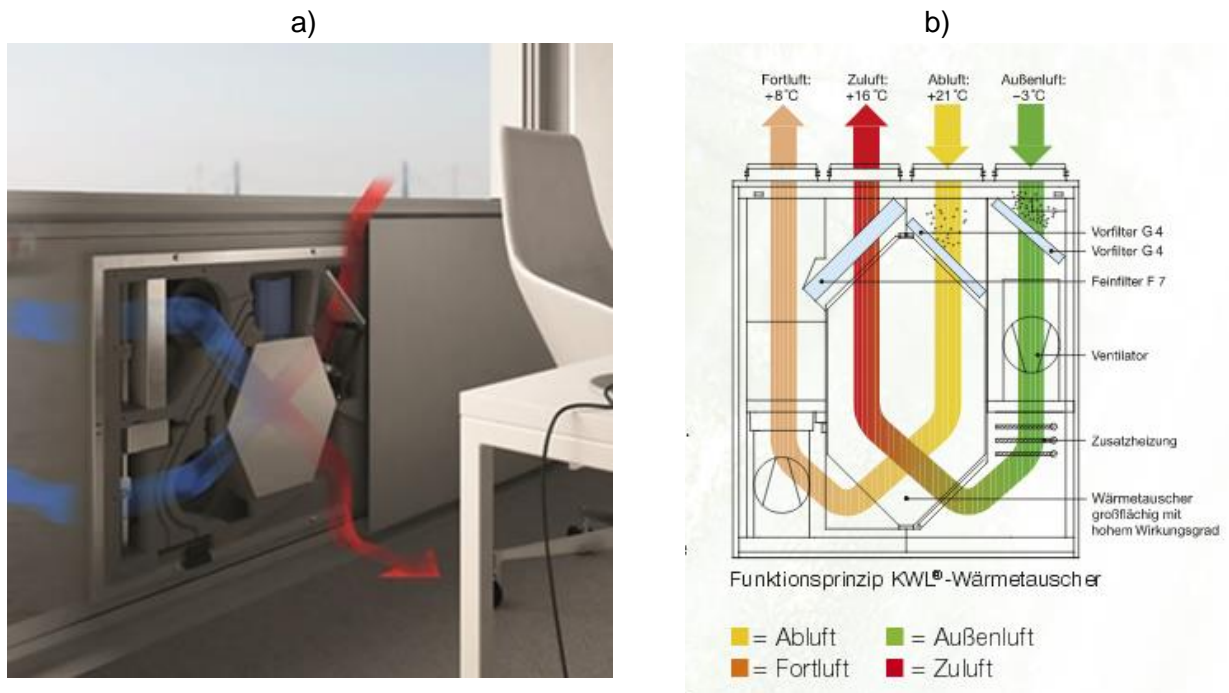 a)
b)
Fortluft: Zuluft: Abluft: Außenluft:
+8°C +16°C +21°C −3°C
Vorfilter G 4
Vorfilter G 4
Feinfilter F 7
Ventilator
Zusatzheizung
Wärmetauscher
großflächig mit
hohem Wirkungsgrad
Funktionsprinzip KWL®-Wärmetauscher
= Abluft = Außenluft
= Fortluft = Zuluft